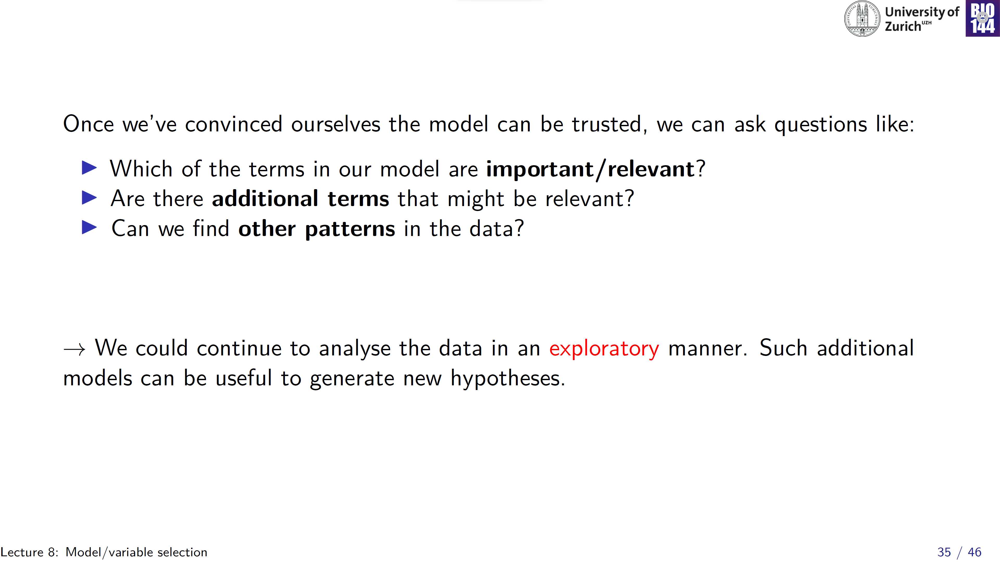 University of
Zurich UZH
BIO
144
Once we've convinced ourselves the model can be trusted, we can ask questions like:
▶ Which of the terms in our model are important/relevant?
▶ Are there additional terms that might be relevant?
▶ Can we find other patterns in the data?
→ We could continue to analyse the data in an exploratory manner. Such additional
models can be useful to generate new hypotheses.
Lecture 8: Model/variable selection
35 / 46